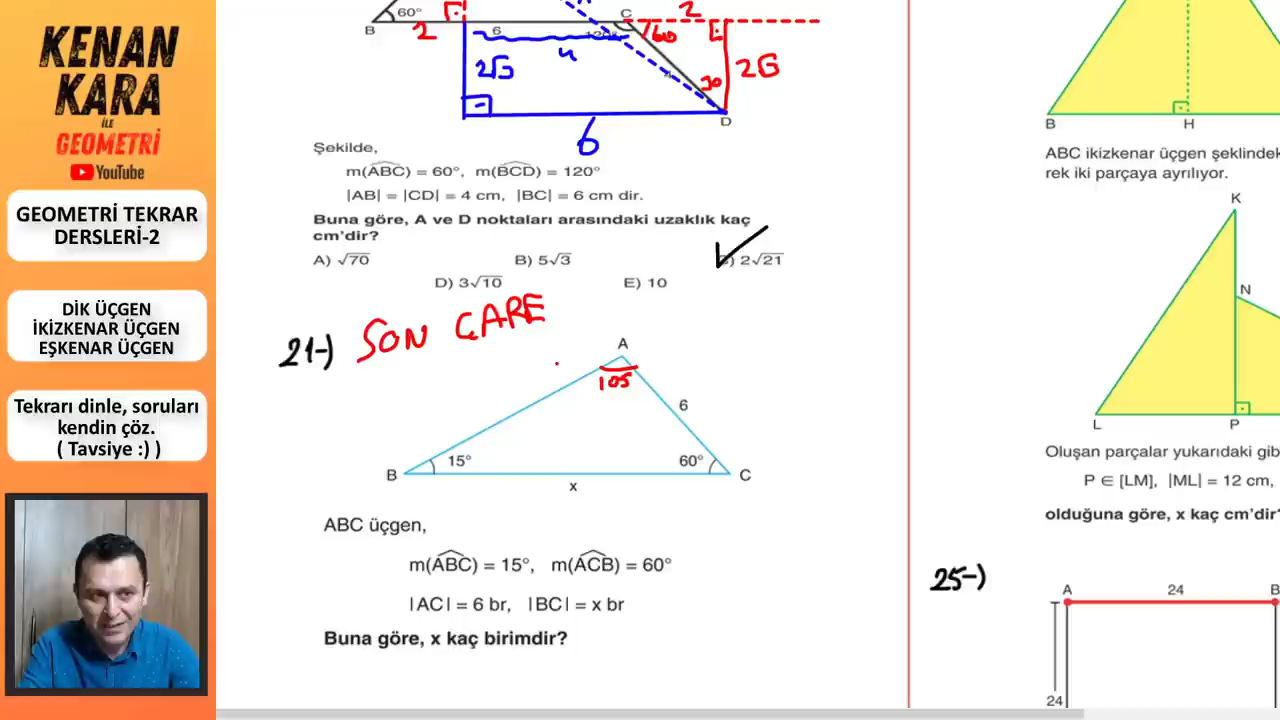 KENAN
KARA
İLE
GEOMETRİ
YouTube
GEOMETRİ TEKRAR
DERSLERİ-2
DİK ÜÇGEN
İKİZKENAR ÜÇGEN
EŞKENAR ÜÇGEN
Tekrarı dinle, soruları
kendin çöz.
( Tavsiye :) )
60°
B
2
6
C
2
120°
60
4
2√3
30
2√3
4
D
6
Şekilde,
m(ABC) = 60°, m(BCD) = 120°
|AB| = |CD| = 4 cm, |BC| = 6 cm dir.
Buna göre, A ve D noktaları arasındaki uzaklık kaç
cm'dir?
A) √70 B) 5√3 2√21
D) 3√10 E) 10
21-) SON ÇARE
A
105
6
B 15° 60° C
x
ABC üçgen,
m(ABC) = 15°, m(ACB) = 60°
|AC| = 6 br, |BC| = x br
Buna göre, x kaç birimdir?
B H
ABC ikizkenar üçgen şeklindek
rek iki parçaya ayrılıyor.
K
N
L P
Oluşan parçalar yukarıdaki gib
P ∈ [LM], |ML| = 12 cm,
olduğuna göre, x kaç cm'dir?
25-)
A 24 B
24